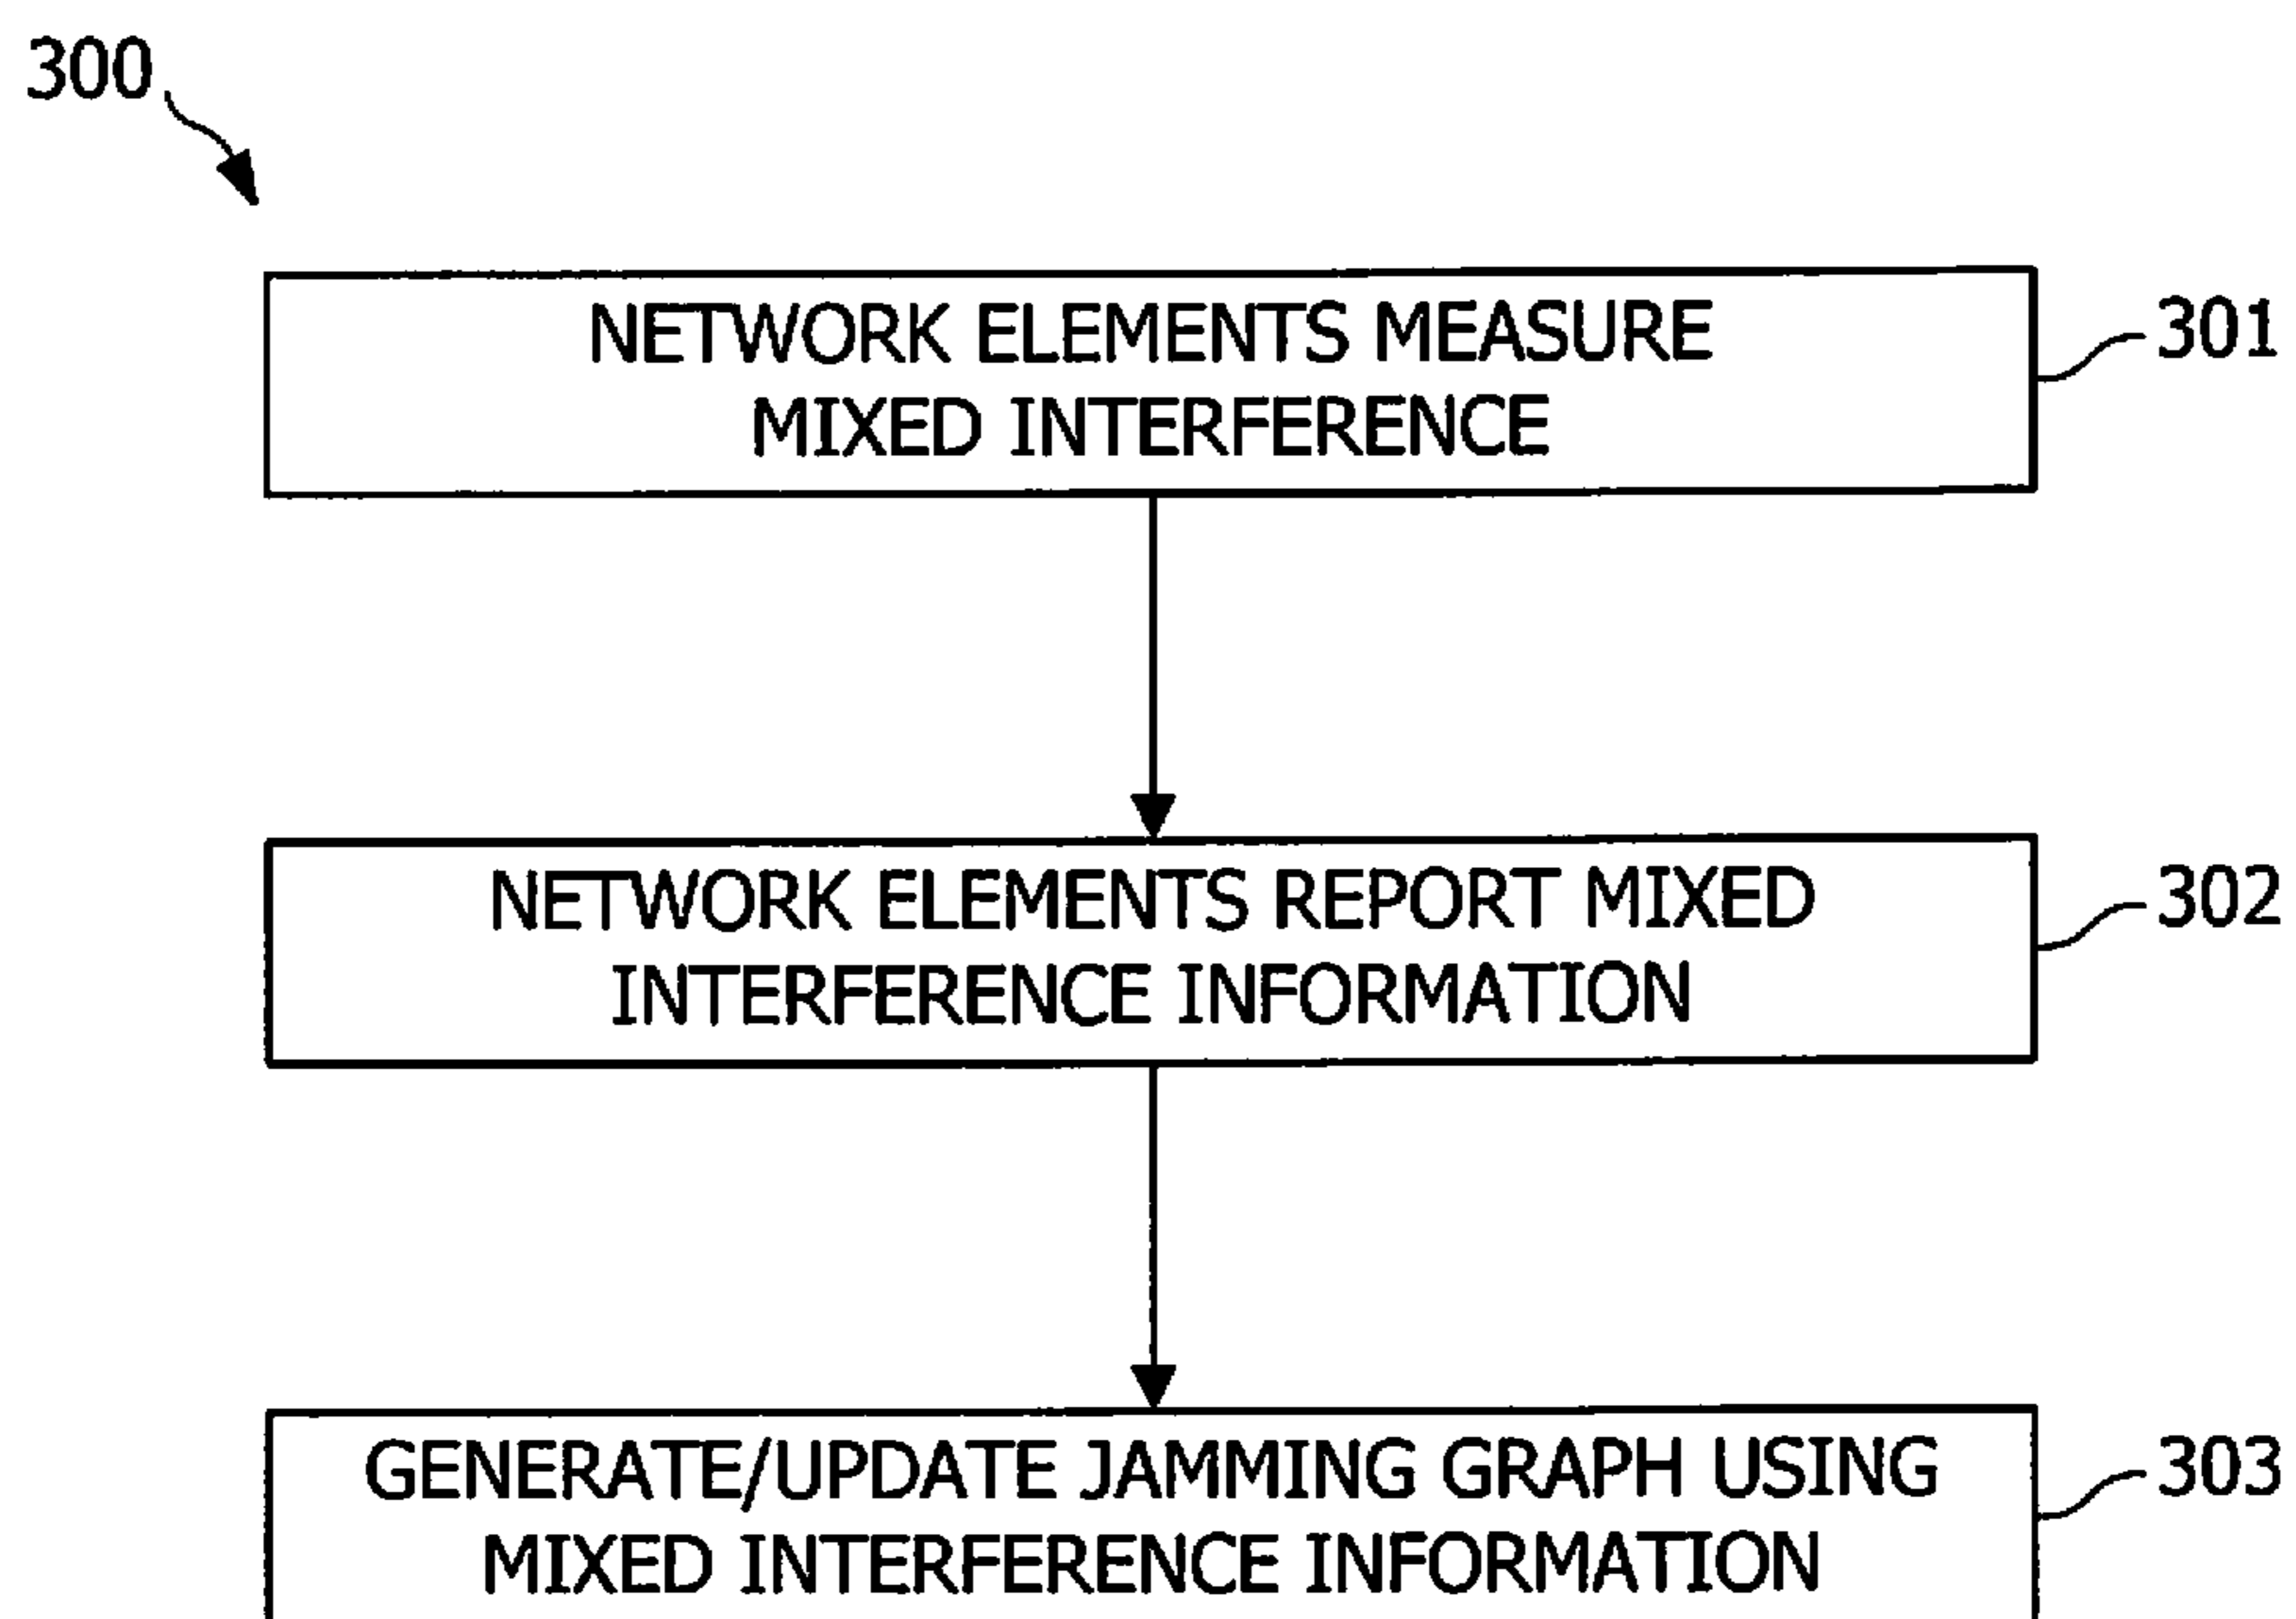 300
NETWORK ELEMENTS MEASURE
MIXED INTERFERENCE
301
NETWORK ELEMENTS REPORT MIXED
INTERFERENCE INFORMATION
302
GENERATE/UPDATE JAMMING GRAPH USING
MIXED INTERFERENCE INFORMATION
303